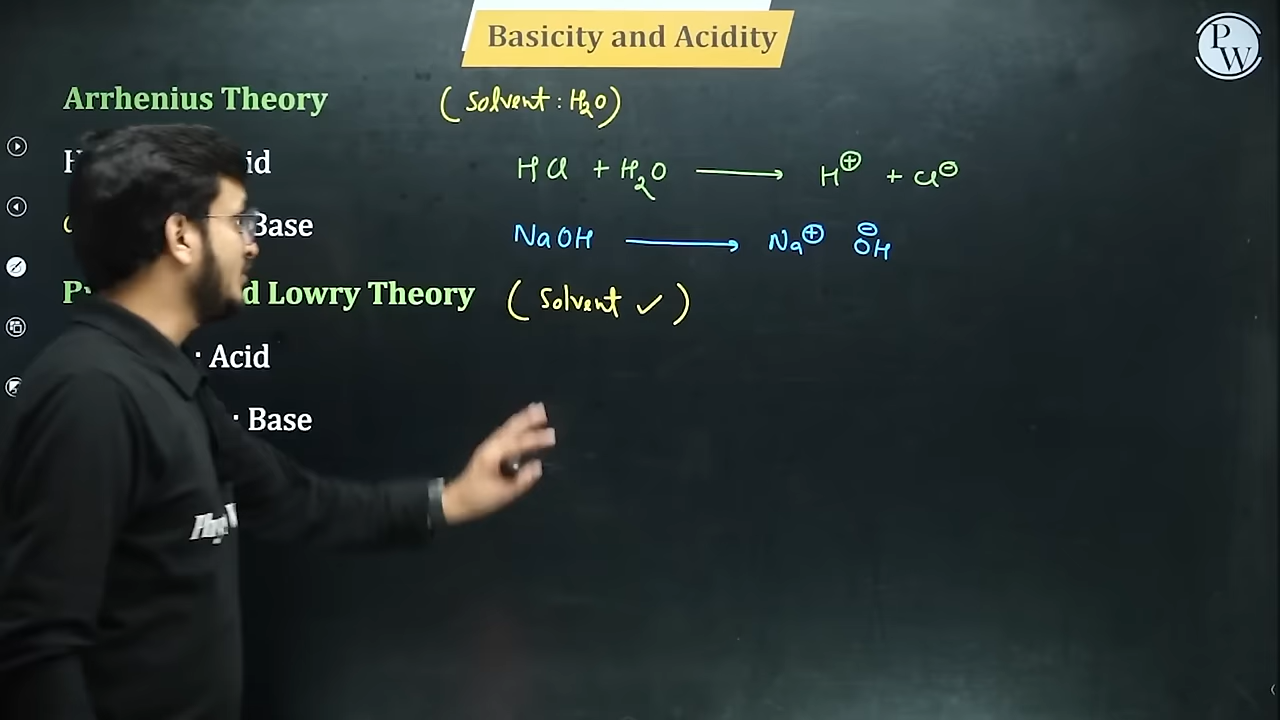 Basicity and Acidity
PW
Arrhenius Theory (Solvent : H₂O)
id HCl + H₂O ⟶ H⊕ + Cl⊖
Base NaOH ⟶ Na⊕ ⊖OH
d Lowry Theory (Solvent ✓)
: Acid
: Base